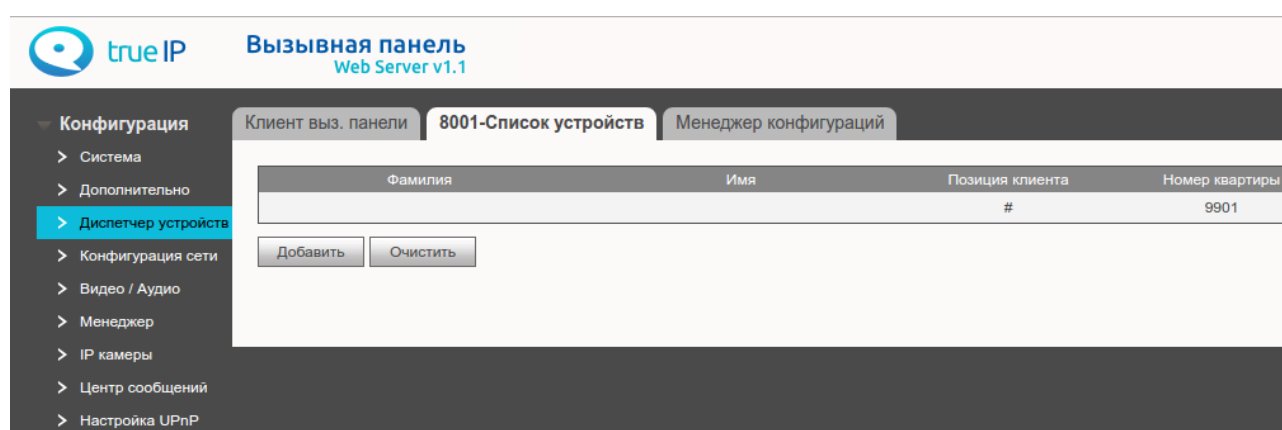 true IP
Вызывная панель
Web Server v1.1
Конфигурация
Клиент выз. панели 8001-Список устройств Менеджер конфигураций
Система
Дополнительно
Диспетчер устройств
Конфигурация сети
Видео / Аудио
Менеджер
IP камеры
Центр сообщений
Настройка UPnP
Фамилия Имя Позиция клиента Номер квартиры
# 9901
Добавить Очистить